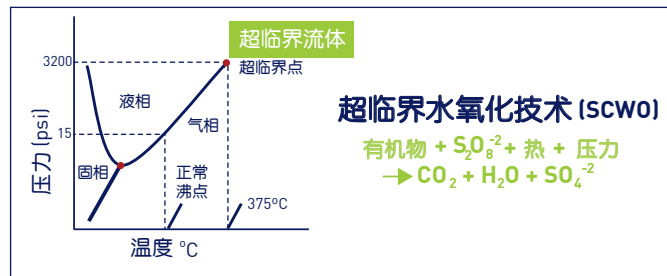 超临界流体
3200
超临界点
液相
气相
15
固相
正常
沸点
375ºC
压力 (psi)
温度 ºC
超临界水氧化技术 (SCWO)
有机物 + S₂O₈⁻² + 热 + 压力
→ CO₂ + H₂O + SO₄⁻²